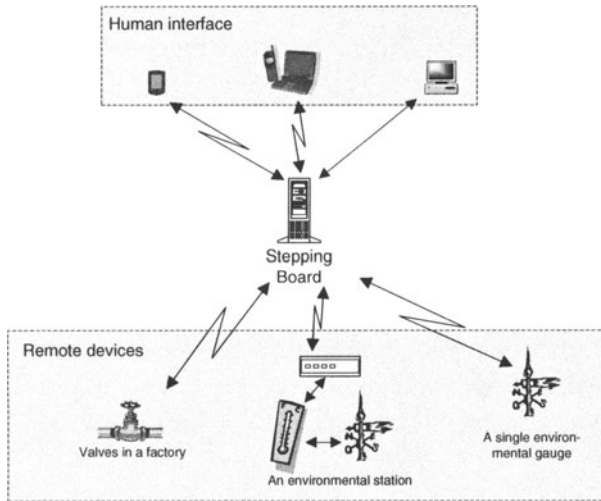 Human interface
Stepping
Board
Remote devices
Valves in a factory
An environmental station
A single environ-
mental gauge